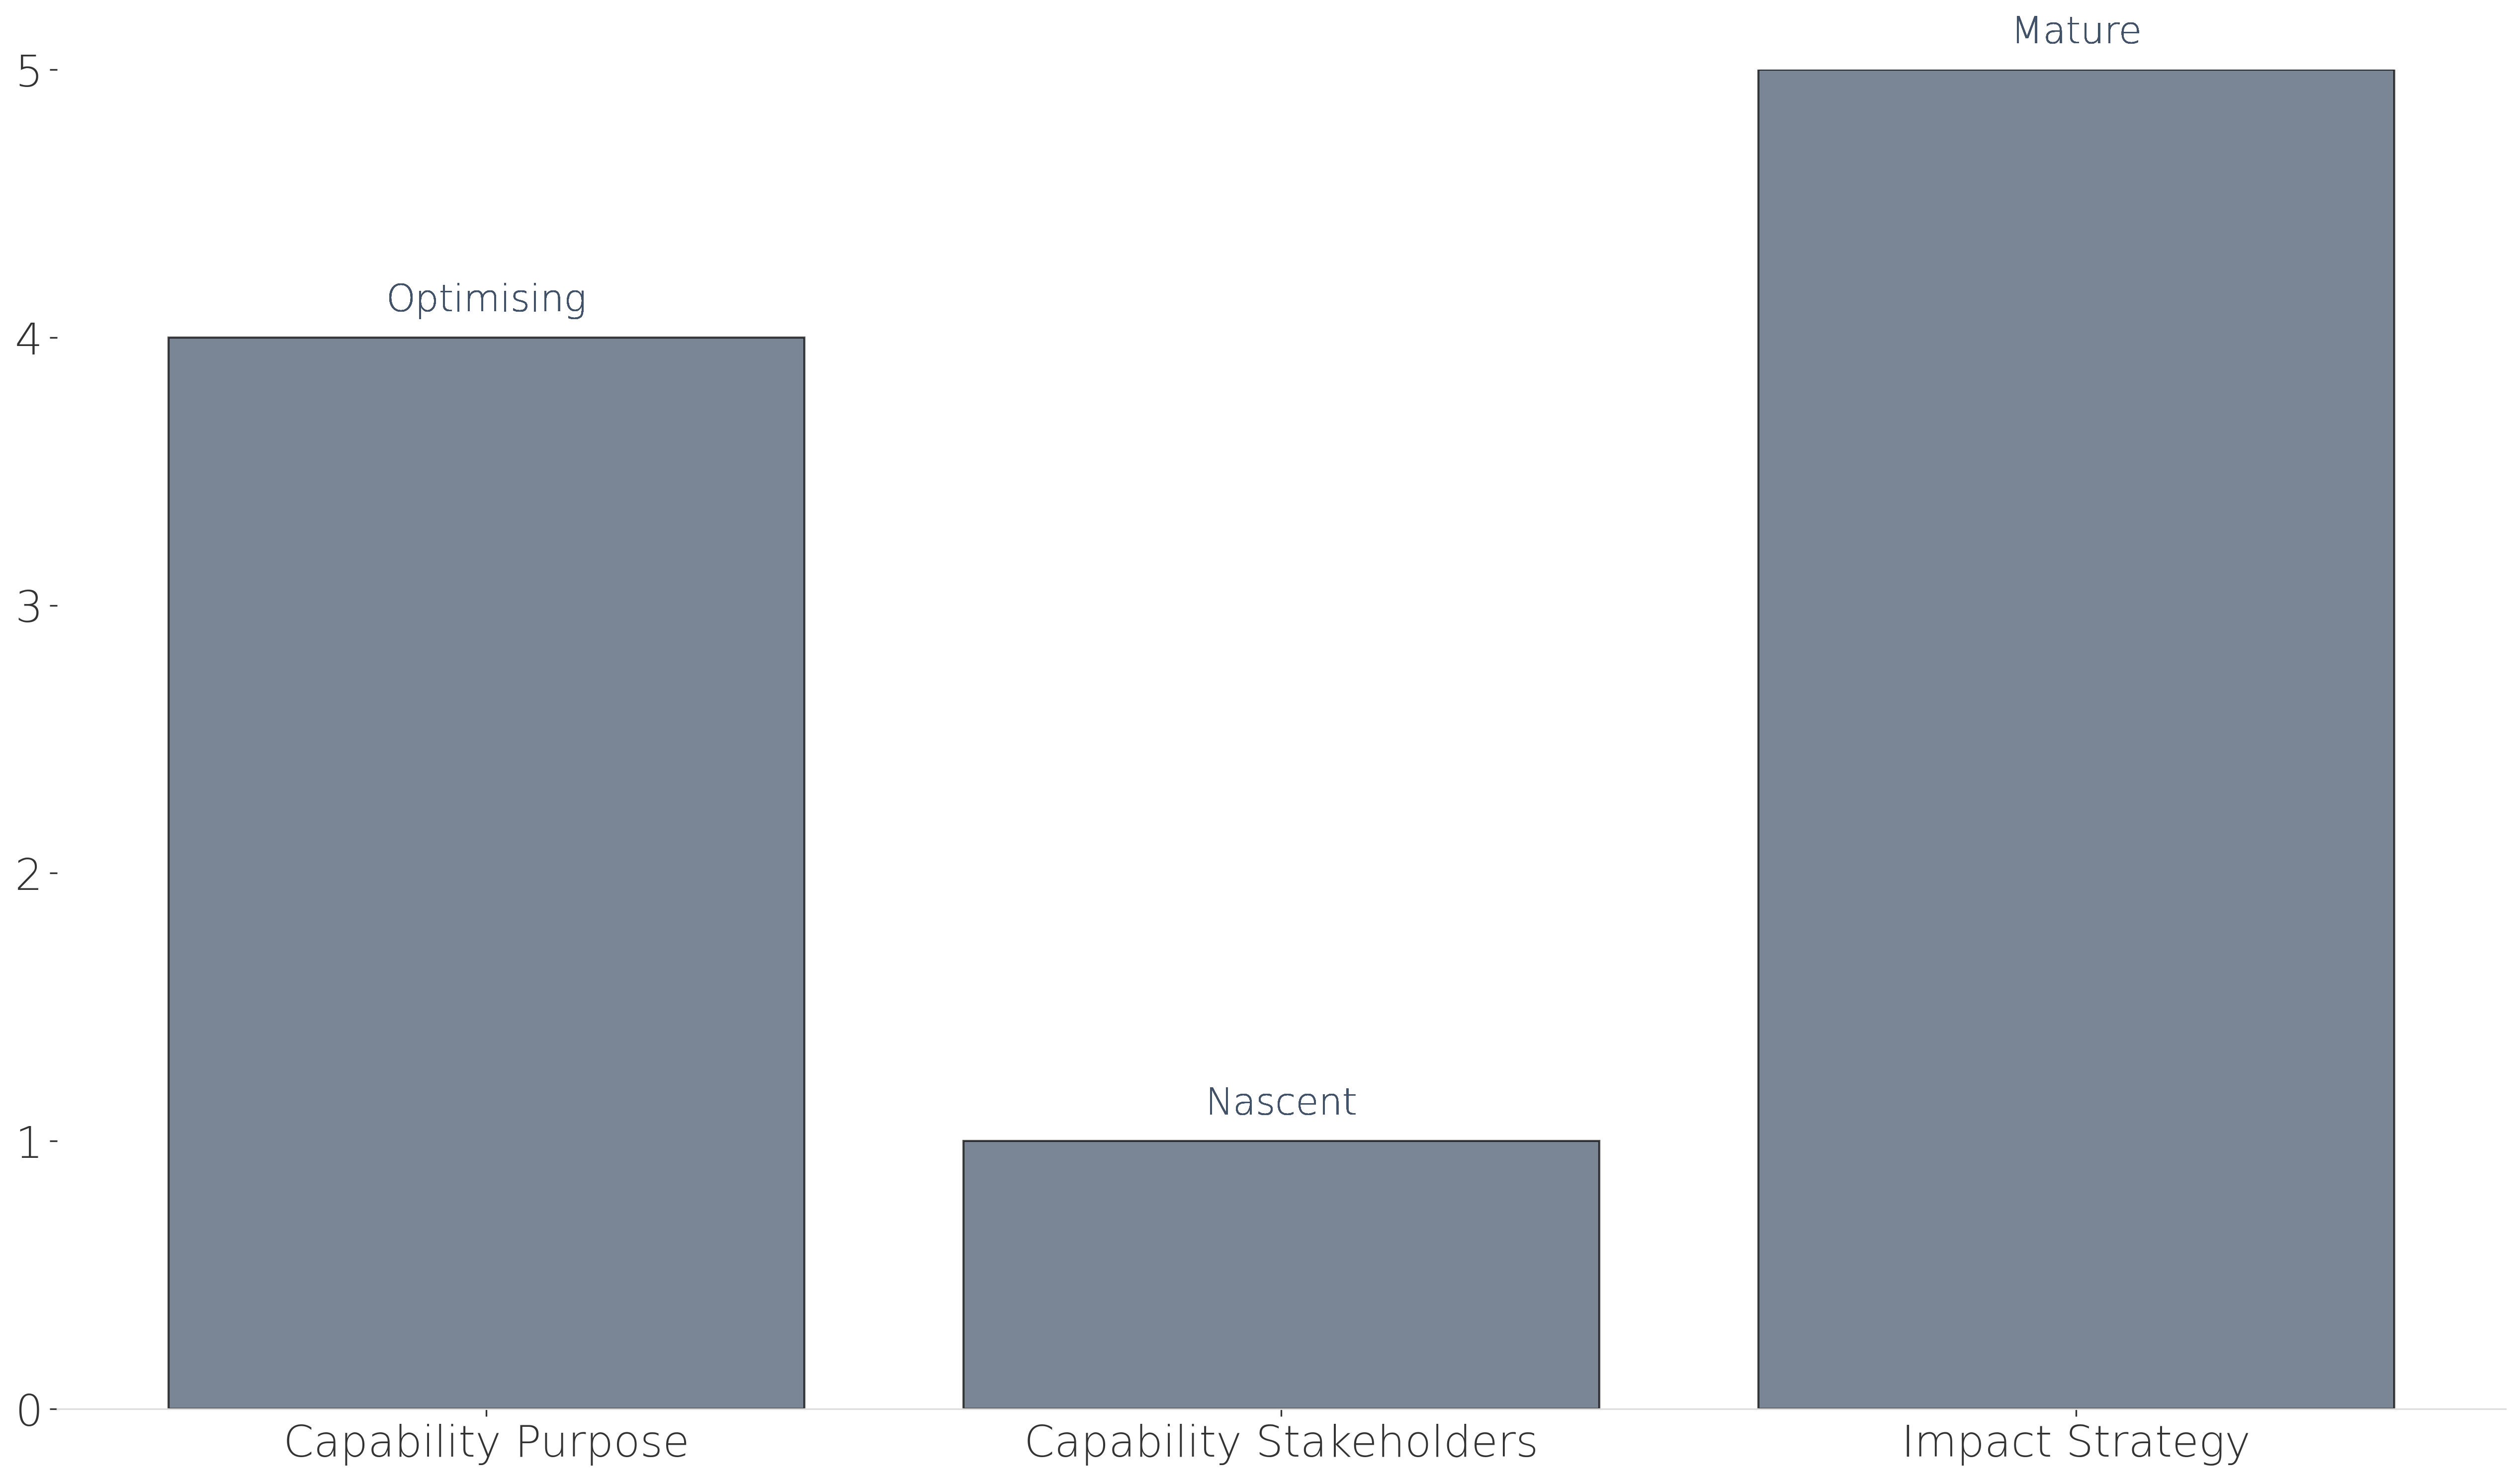 Mature
5
Optimising
4
3
2
Nascent
1
0
Capability Purpose
Capability Stakeholders
Impact Strategy